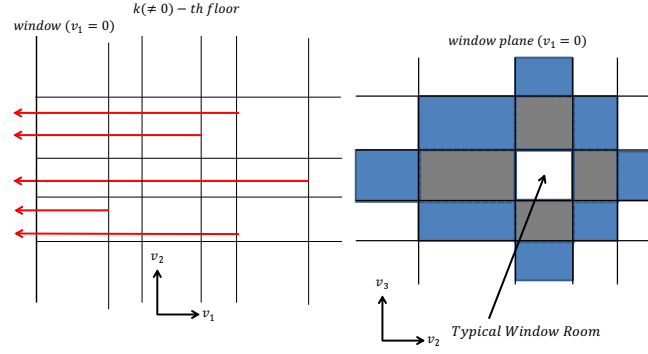 k(≠ 0) − th floor
window (v₁ = 0)
window plane (v₁ = 0)
v₂
v₁
v₃
v₂
Typical Window Room